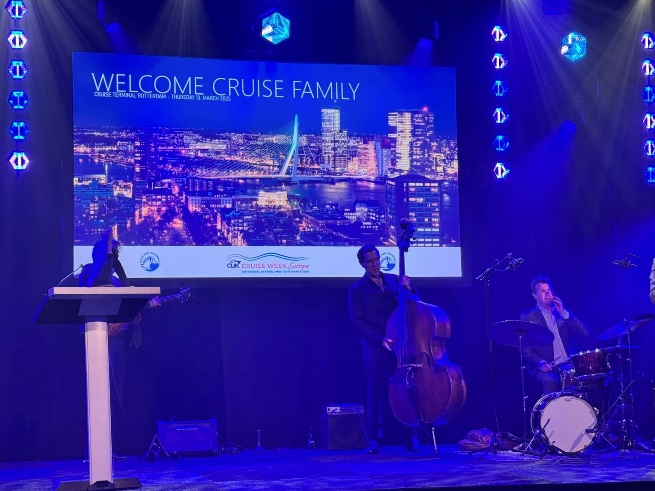 WELCOME CRUISE FAMILY
CRUISE TERMINAL ROTTERDAM - THURSDAY 13, MARCH 2025
CLIA CRUISE WEEK Europe